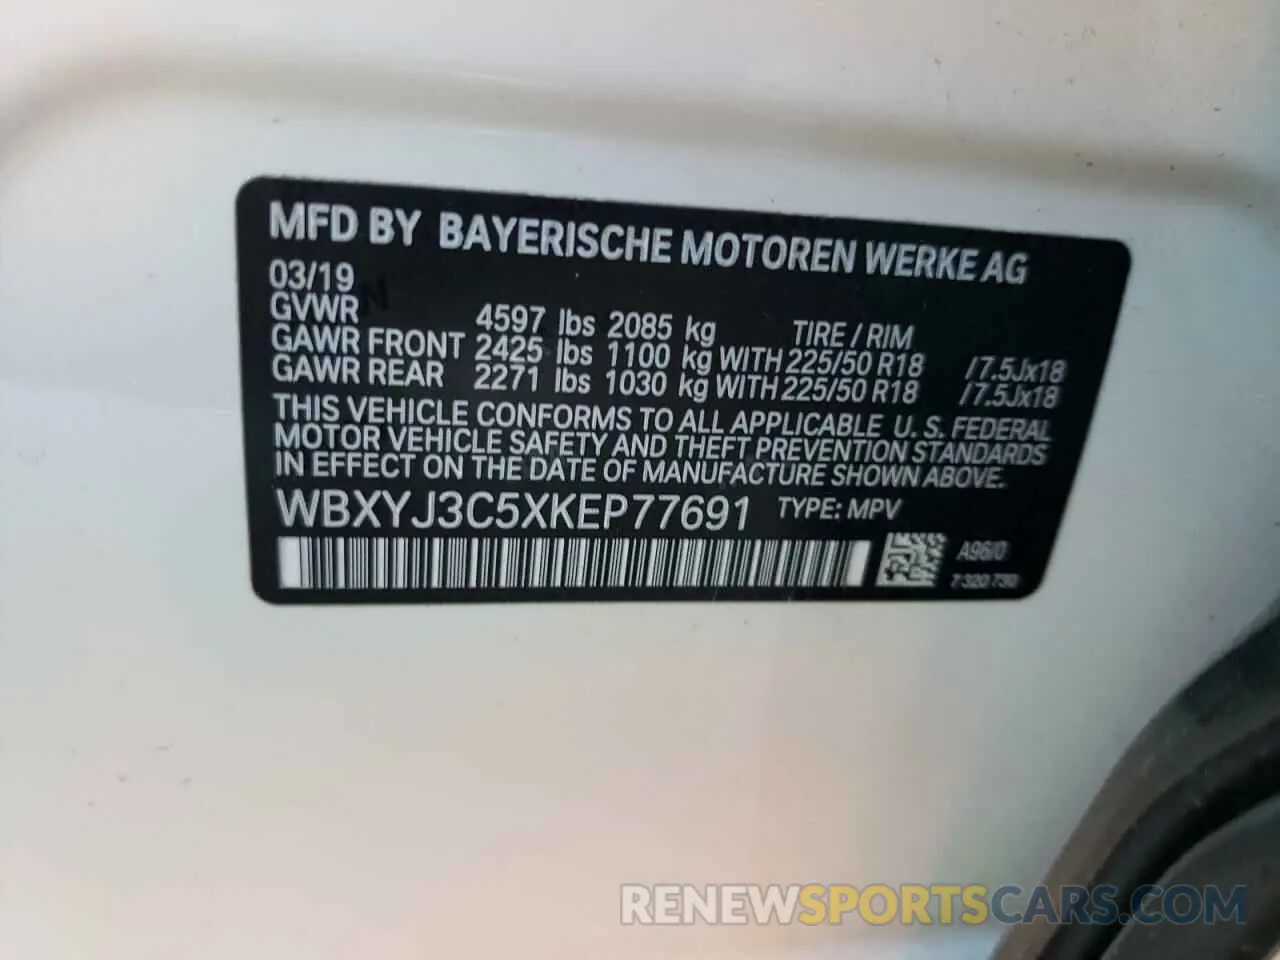 MFD BY BAYERISCHE MOTOREN WERKE AG
03/19
GVWR 4597 lbs 2085 kg TIRE / RIM
GAWR FRONT 2425 lbs 1100 kg WITH 225/50 R18 /7.5Jx18
GAWR REAR 2271 lbs 1030 kg WITH 225/50 R18 /7.5Jx18
THIS VEHICLE CONFORMS TO ALL APPLICABLE U. S. FEDERAL
MOTOR VEHICLE SAFETY AND THEFT PREVENTION STANDARDS
IN EFFECT ON THE DATE OF MANUFACTURE SHOWN ABOVE.
WBXYJ3C5XKEP77691 TYPE: MPV
A96/0
7 320 730
RENEWSPORTSCARS.COM